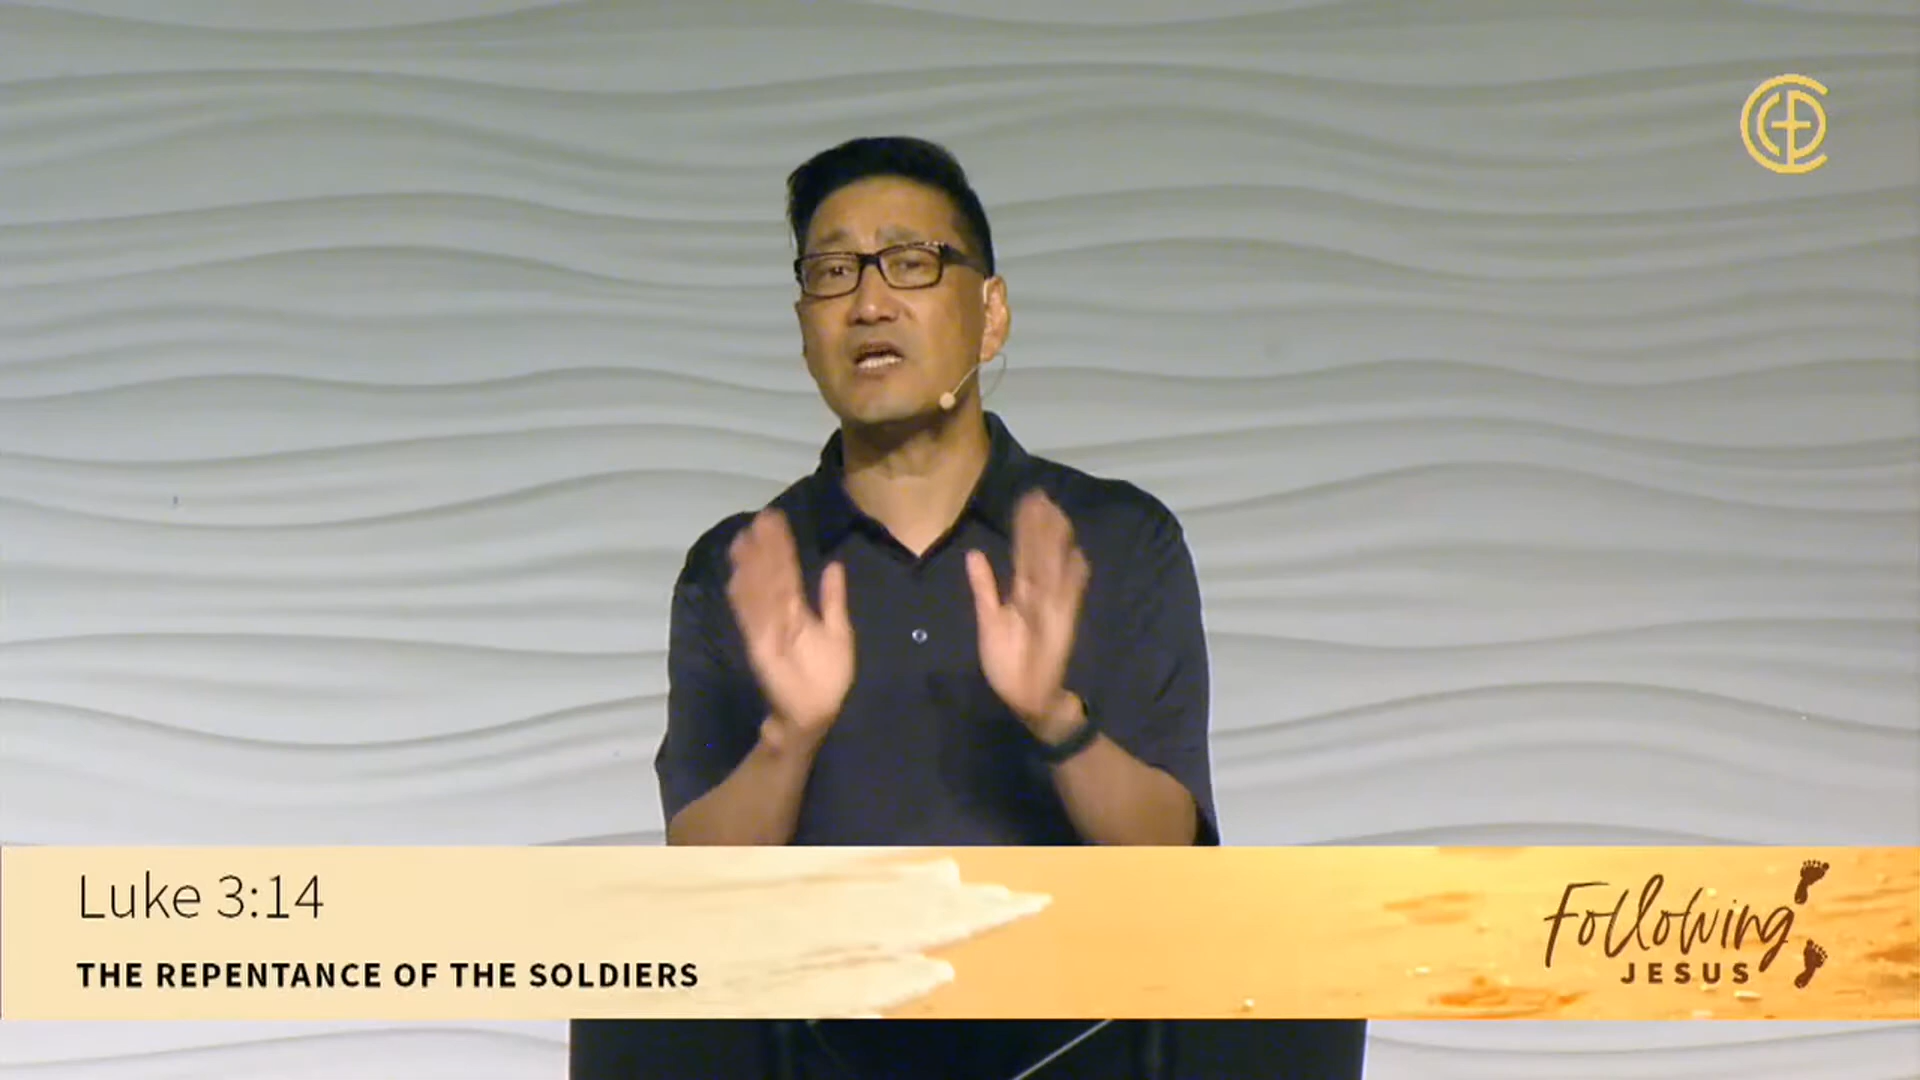 Luke 3:14
THE REPENTANCE OF THE SOLDIERS
Following
JESUS